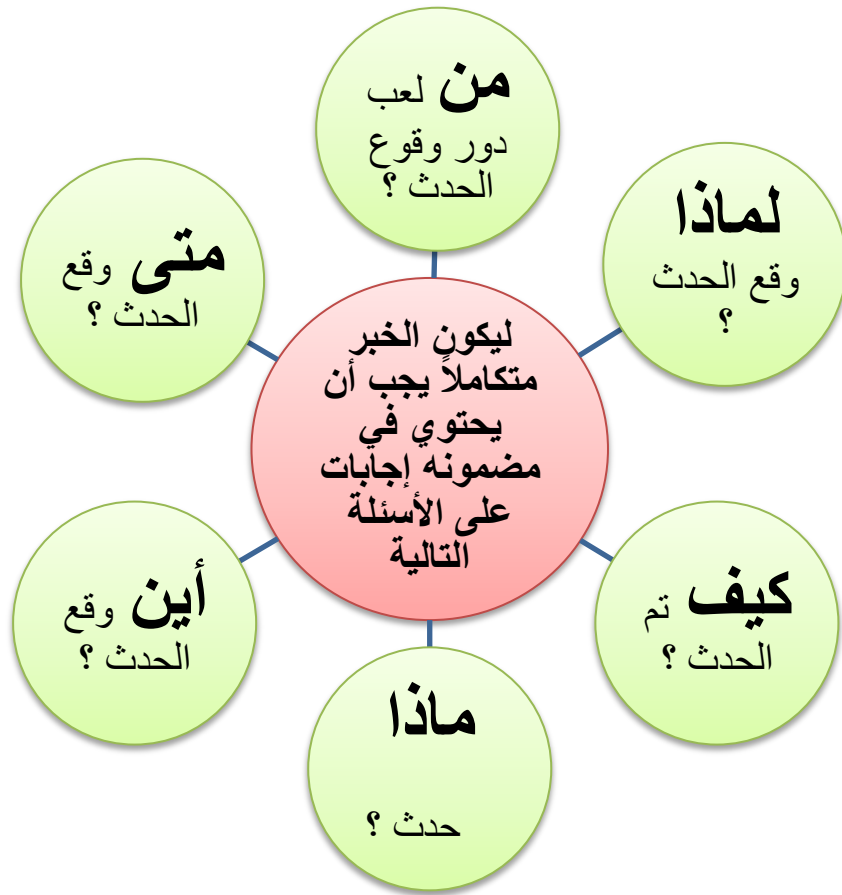 من لعب
دور وقوع
الحدث ؟
لماذا
وقع الحدث
؟
كيف تم
الحدث ؟
ماذا
حدث ؟
أين وقع
الحدث ؟
متى وقع
الحدث ؟
ليكون الخبر
متكاملاً يجب أن
يحتوي في
مضمونه إجابات
على الأسئلة
التالية